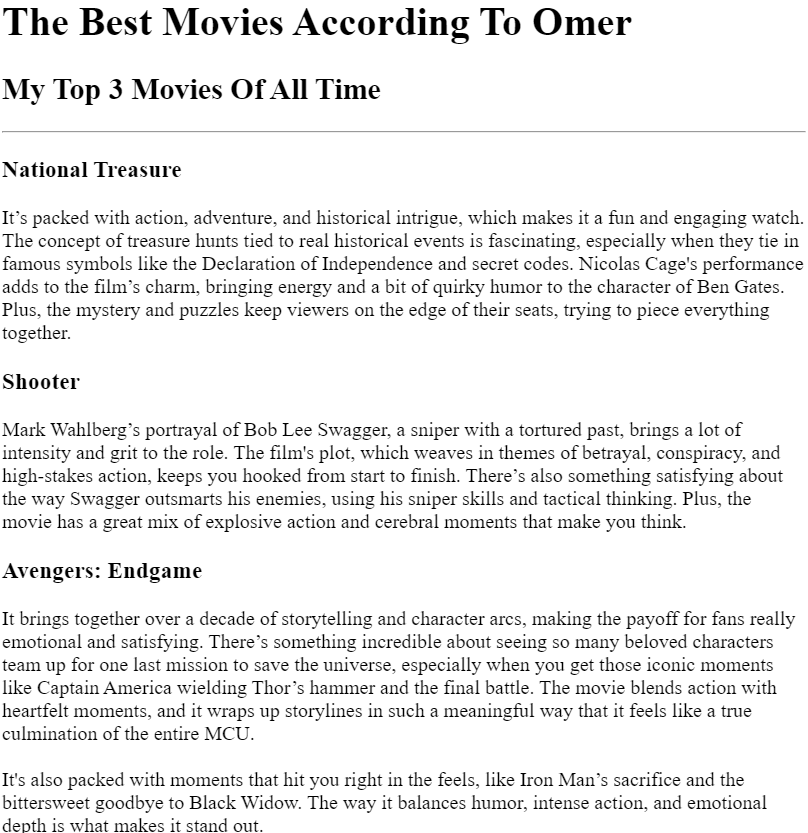 The Best Movies According To Omer
My Top 3 Movies Of All Time
National Treasure
It’s packed with action, adventure, and historical intrigue, which makes it a fun and engaging watch.
The concept of treasure hunts tied to real historical events is fascinating, especially when they tie in
famous symbols like the Declaration of Independence and secret codes. Nicolas Cage's performance
adds to the film’s charm, bringing energy and a bit of quirky humor to the character of Ben Gates.
Plus, the mystery and puzzles keep viewers on the edge of their seats, trying to piece everything
together.
Shooter
Mark Wahlberg’s portrayal of Bob Lee Swagger, a sniper with a tortured past, brings a lot of
intensity and grit to the role. The film's plot, which weaves in themes of betrayal, conspiracy, and
high-stakes action, keeps you hooked from start to finish. There’s also something satisfying about
the way Swagger outsmarts his enemies, using his sniper skills and tactical thinking. Plus, the
movie has a great mix of explosive action and cerebral moments that make you think.
Avengers: Endgame
It brings together over a decade of storytelling and character arcs, making the payoff for fans really
emotional and satisfying. There’s something incredible about seeing so many beloved characters
team up for one last mission to save the universe, especially when you get those iconic moments
like Captain America wielding Thor’s hammer and the final battle. The movie blends action with
heartfelt moments, and it wraps up storylines in such a meaningful way that it feels like a true
culmination of the entire MCU.
It's also packed with moments that hit you right in the feels, like Iron Man’s sacrifice and the
bittersweet goodbye to Black Widow. The way it balances humor, intense action, and emotional
depth is what makes it stand out.